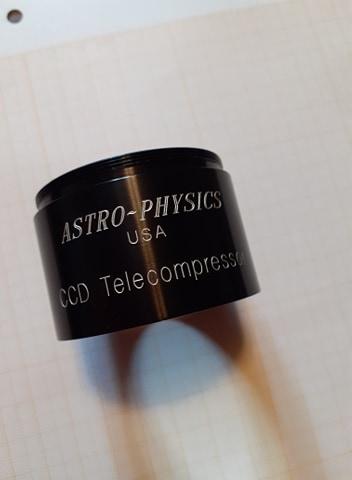 ASTRO-PHYSICS
USA
CCD Telecompressor